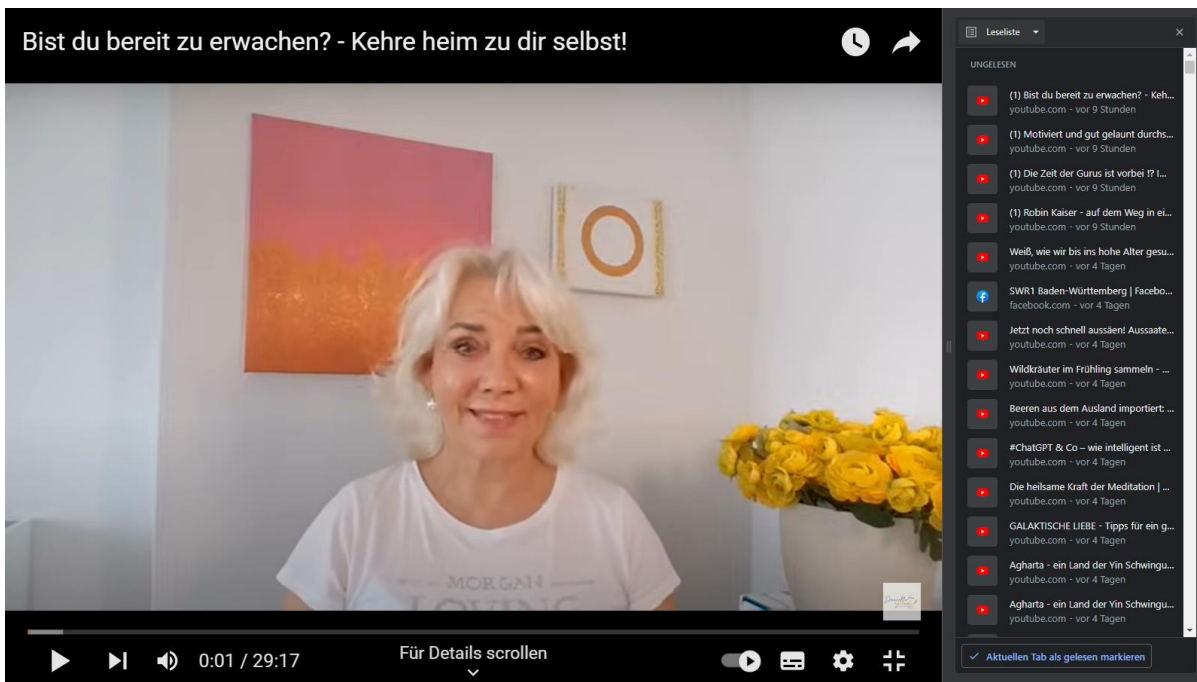 Bist du bereit zu erwachen? - Kehre heim zu dir selbst!
MORGAN
0:01 / 29:17
Für Details scrollen
Leseliste
UNGELESEN
(1) Bist du bereit zu erwachen? - Keh...
youtube.com - vor 9 Stunden
(1) Motiviert und gut gelaunt durchs...
youtube.com - vor 9 Stunden
(1) Die Zeit der Gurus ist vorbei !? I...
youtube.com - vor 9 Stunden
(1) Robin Kaiser - auf dem Weg in ei...
youtube.com - vor 9 Stunden
Weiß, wie wir bis ins hohe Alter gesu...
youtube.com - vor 4 Tagen
SWR1 Baden-Württemberg | Facebo...
facebook.com - vor 4 Tagen
Jetzt noch schnell aussäen! Aussaate...
youtube.com - vor 4 Tagen
Wildkräuter im Frühling sammeln - ...
youtube.com - vor 4 Tagen
Beeren aus dem Ausland importiert: ...
youtube.com - vor 4 Tagen
#ChatGPT & Co – wie intelligent ist ...
youtube.com - vor 4 Tagen
Die heilsame Kraft der Meditation | ...
youtube.com - vor 4 Tagen
GALAKTISCHE LIEBE - Tipps für ein g...
youtube.com - vor 4 Tagen
Agharta - ein Land der Yin Schwingu...
youtube.com - vor 4 Tagen
Agharta - ein Land der Yin Schwingu...
youtube.com - vor 4 Tagen
Aktuellen Tab als gelesen markieren